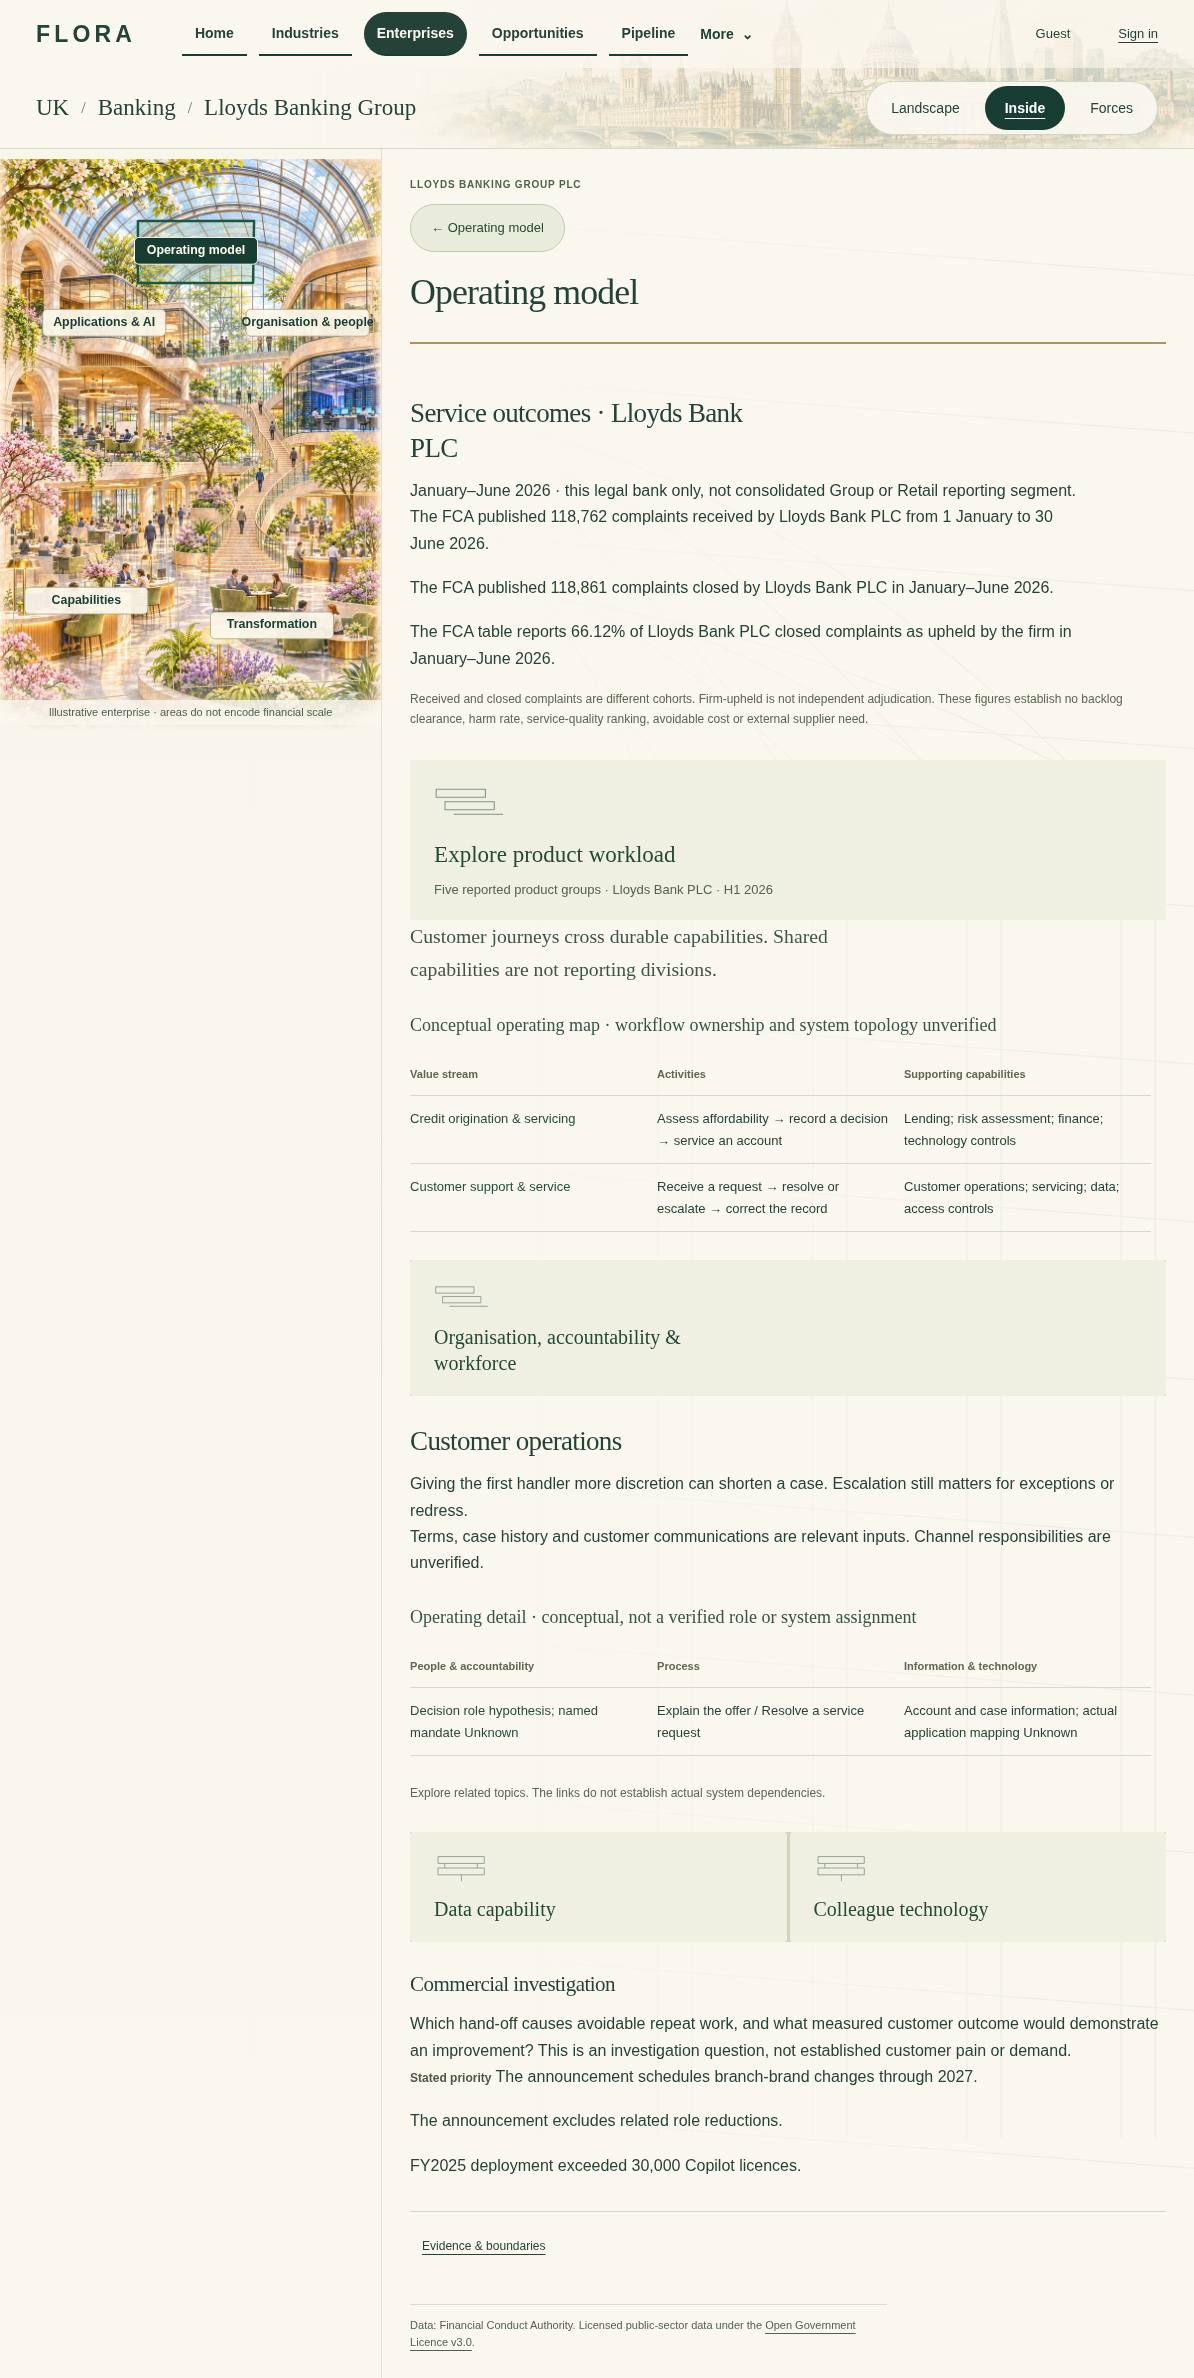 FLORA
Home
Industries
Enterprises
Opportunities
Pipeline
More ⌄
Guest
Sign in
UK / Banking / Lloyds Banking Group
Landscape
Inside
Forces
Operating model
Applications & AI
Organisation & people
Capabilities
Transformation
Illustrative enterprise · areas do not encode financial scale
LLOYDS BANKING GROUP PLC
← Operating model
Operating model
Service outcomes · Lloyds Bank
PLC
January–June 2026 · this legal bank only, not consolidated Group or Retail reporting segment.
The FCA published 118,762 complaints received by Lloyds Bank PLC from 1 January to 30
June 2026.
The FCA published 118,861 complaints closed by Lloyds Bank PLC in January–June 2026.
The FCA table reports 66.12% of Lloyds Bank PLC closed complaints as upheld by the firm in
January–June 2026.
Received and closed complaints are different cohorts. Firm-upheld is not independent adjudication. These figures establish no backlog
clearance, harm rate, service-quality ranking, avoidable cost or external supplier need.
Explore product workload
Five reported product groups · Lloyds Bank PLC · H1 2026
Customer journeys cross durable capabilities. Shared
capabilities are not reporting divisions.
Conceptual operating map · workflow ownership and system topology unverified
Value stream
Activities
Supporting capabilities
Credit origination & servicing
Assess affordability → record a decision
→ service an account
Lending; risk assessment; finance;
technology controls
Customer support & service
Receive a request → resolve or
escalate → correct the record
Customer operations; servicing; data;
access controls
Organisation, accountability &
workforce
Customer operations
Giving the first handler more discretion can shorten a case. Escalation still matters for exceptions or
redress.
Terms, case history and customer communications are relevant inputs. Channel responsibilities are
unverified.
Operating detail · conceptual, not a verified role or system assignment
People & accountability
Process
Information & technology
Decision role hypothesis; named
mandate Unknown
Explain the offer / Resolve a service
request
Account and case information; actual
application mapping Unknown
Explore related topics. The links do not establish actual system dependencies.
Data capability
Colleague technology
Commercial investigation
Which hand-off causes avoidable repeat work, and what measured customer outcome would demonstrate
an improvement? This is an investigation question, not established customer pain or demand.
Stated priority The announcement schedules branch-brand changes through 2027.
The announcement excludes related role reductions.
FY2025 deployment exceeded 30,000 Copilot licences.
Evidence & boundaries
Data: Financial Conduct Authority. Licensed public-sector data under the Open Government
Licence v3.0.